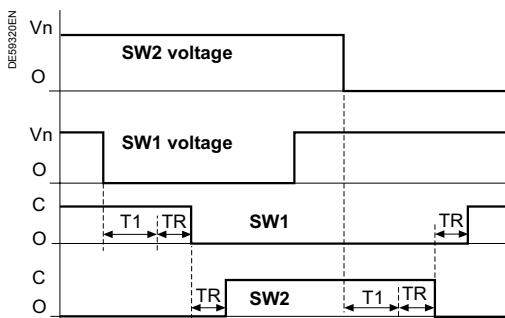 DE59320EN
Vn
SW2 voltage
O
Vn
SW1 voltage
O
C
T1 TR SW1 TR
O
C
TR SW2 T1 TR
O